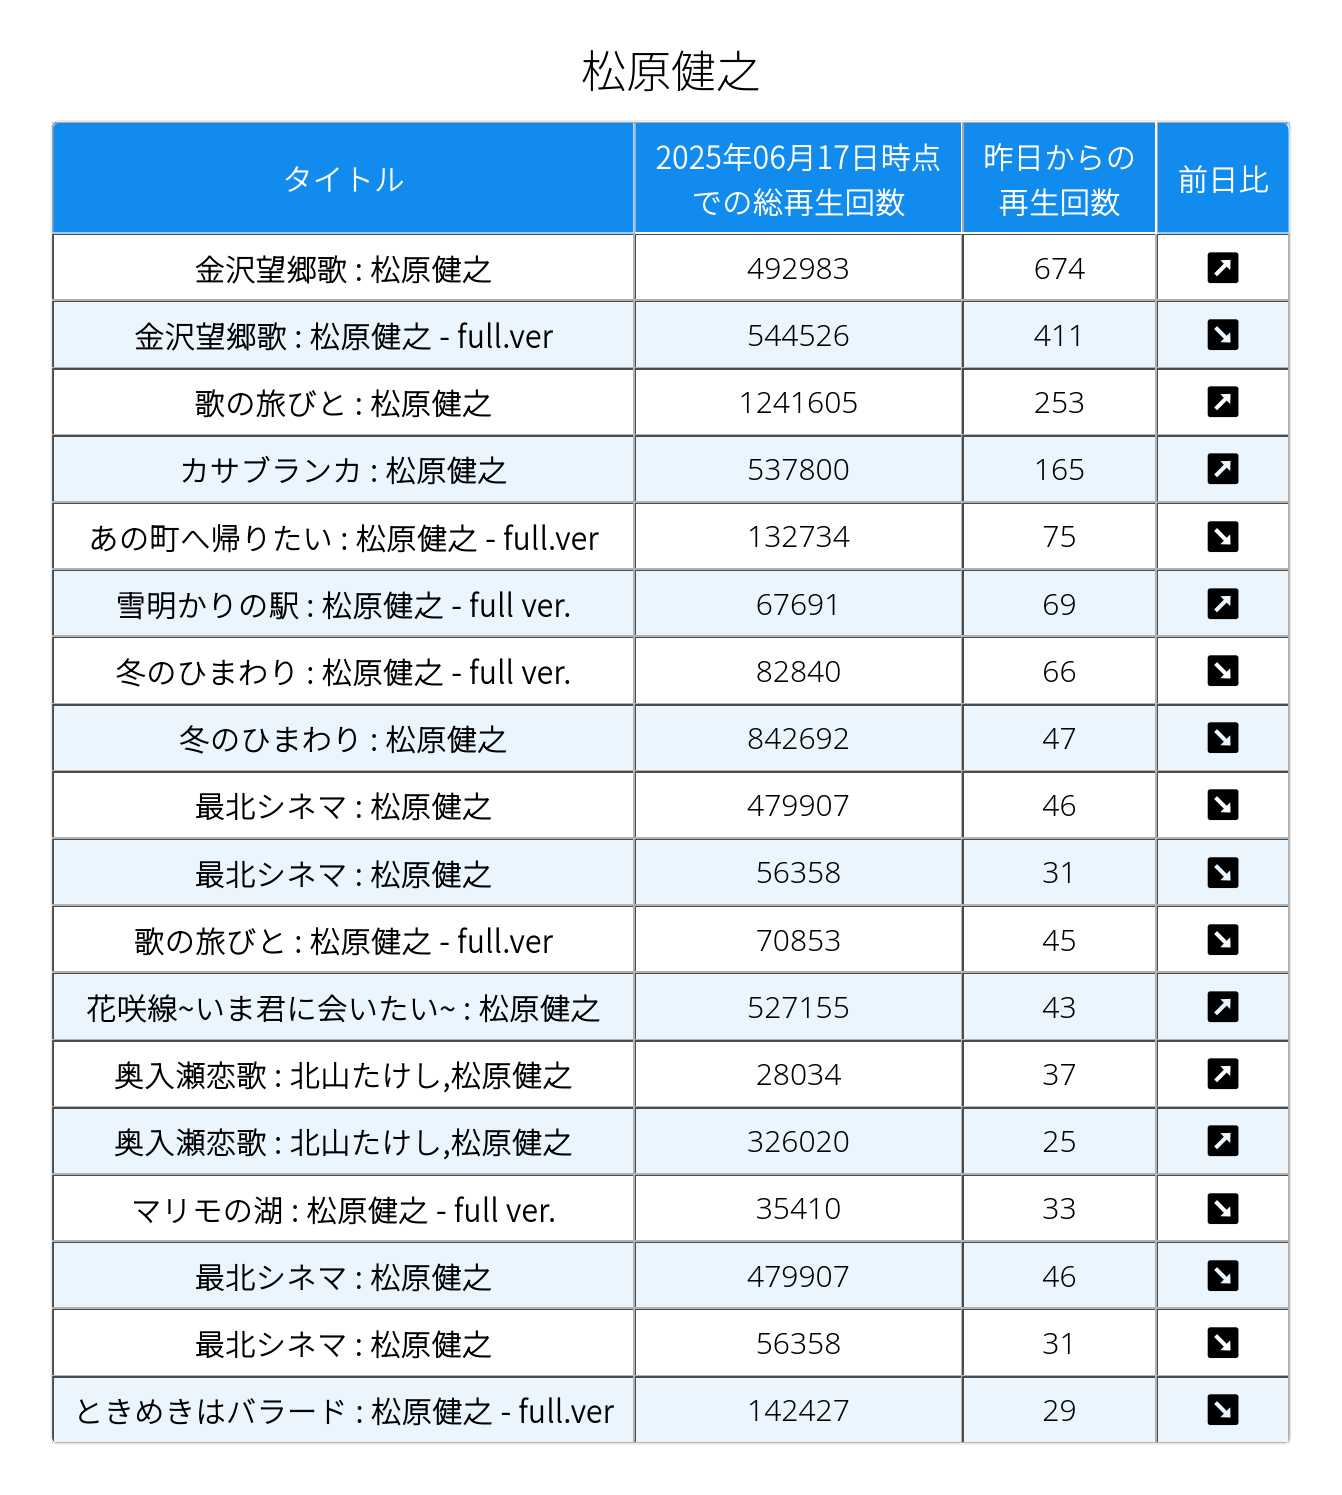 松原健之
タイトル 2025年06月17日時点での総再生回数 昨日からの再生回数 前日比
金沢望郷歌 : 松原健之 492983 674 ↗
金沢望郷歌 : 松原健之 - full.ver 544526 411 ↘
歌の旅びと : 松原健之 1241605 253 ↗
カサブランカ : 松原健之 537800 165 ↗
あの町へ帰りたい : 松原健之 - full.ver 132734 75 ↘
雪明かりの駅 : 松原健之 - full ver. 67691 69 ↗
冬のひまわり : 松原健之 - full ver. 82840 66 ↘
冬のひまわり : 松原健之 842692 47 ↘
最北シネマ : 松原健之 479907 46 ↘
最北シネマ : 松原健之 56358 31 ↘
歌の旅びと : 松原健之 - full.ver 70853 45 ↘
花咲線~いま君に会いたい~ : 松原健之 527155 43 ↗
奥入瀬恋歌 : 北山たけし,松原健之 28034 37 ↗
奥入瀬恋歌 : 北山たけし,松原健之 326020 25 ↗
マリモの湖 : 松原健之 - full ver. 35410 33 ↘
最北シネマ : 松原健之 479907 46 ↘
最北シネマ : 松原健之 56358 31 ↘
ときめきはバラード : 松原健之 - full.ver 142427 29 ↘